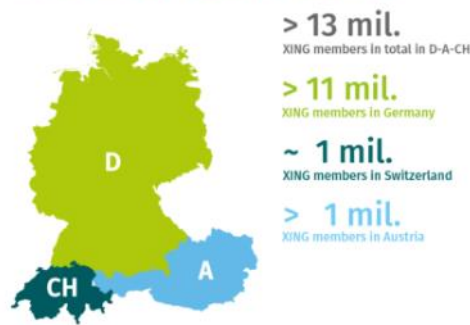 > 13 mil.
XING members in total in D-A-CH
> 11 mil.
XING members in Germany
D
~ 1 mil.
XING members in Switzerland
> 1 mil.
XING members in Austria
A
CH